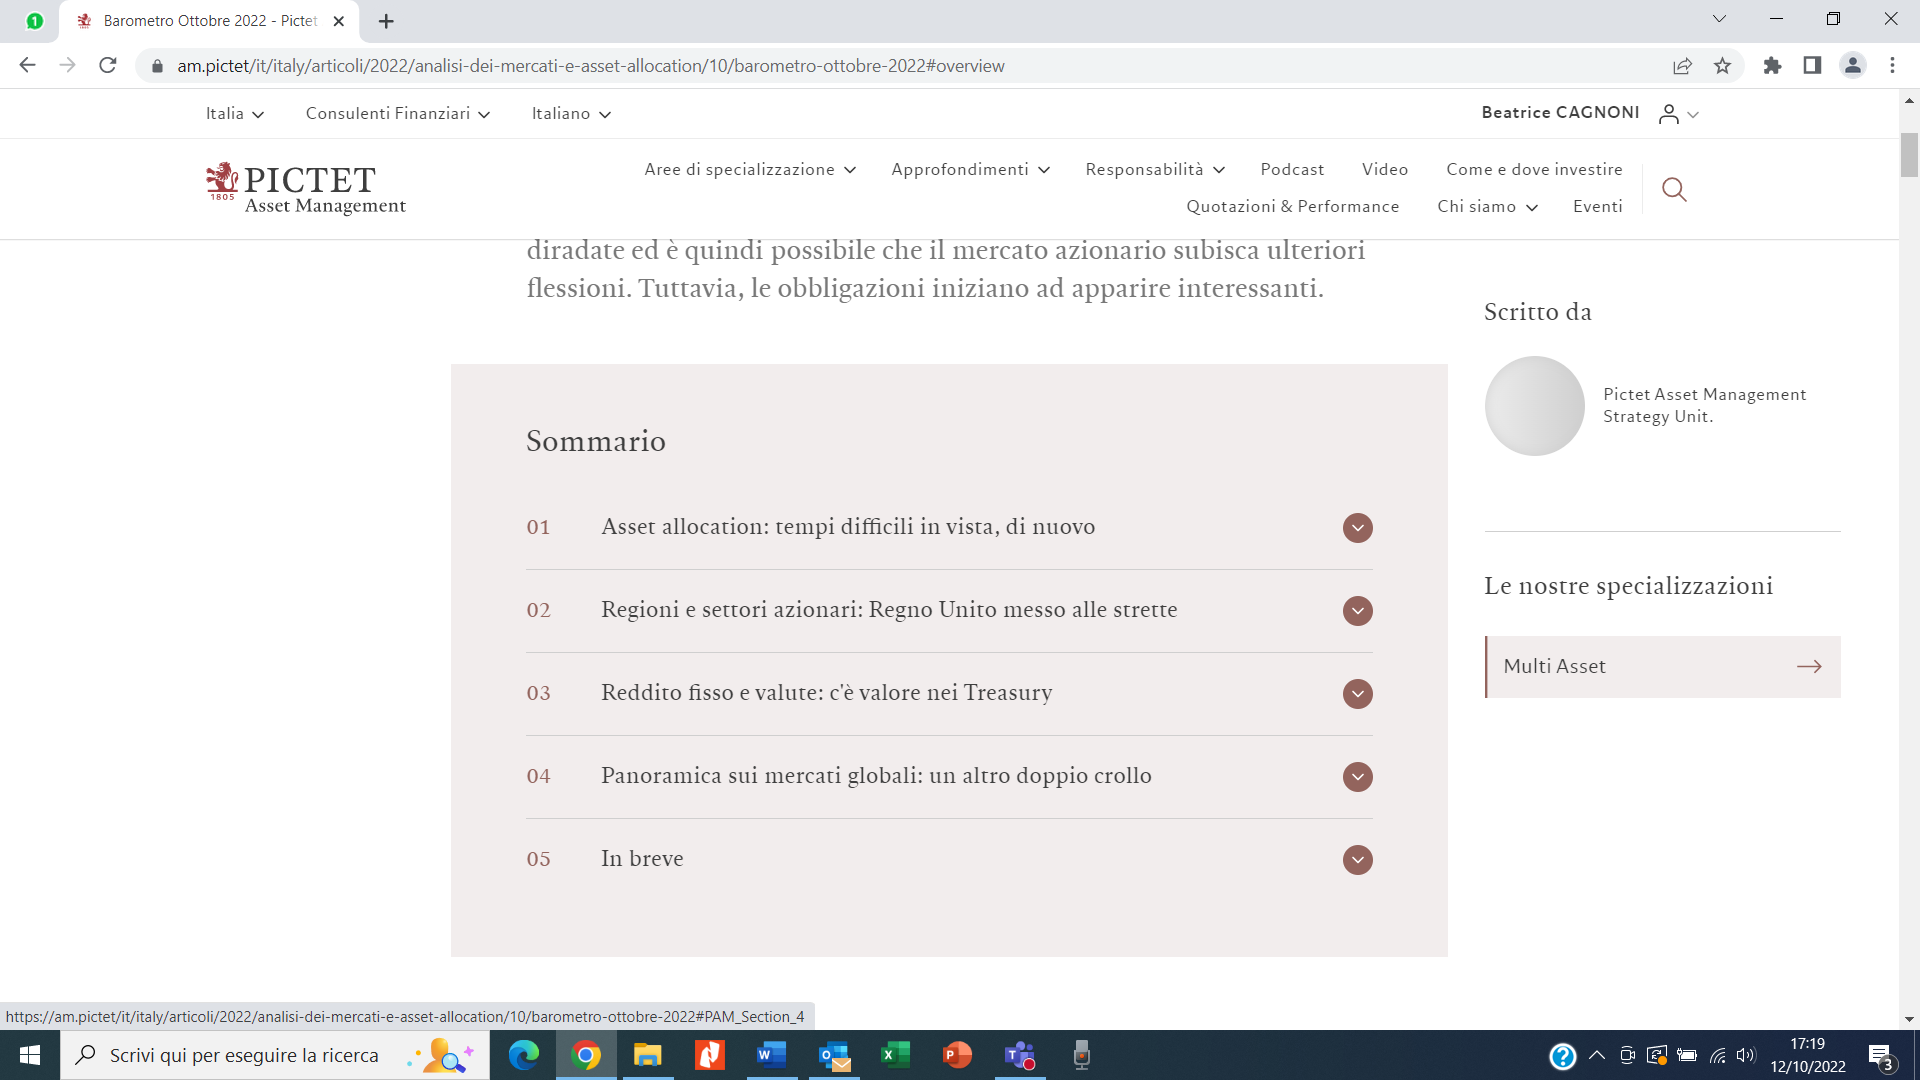 1
Barometro Ottobre 2022 - Pictet
am.pictet/it/italy/articoli/2022/analisi-dei-mercati-e-asset-allocation/10/barometro-ottobre-2022#overview
Italia
Consulenti Finanziari
Italiano
Beatrice CAGNONI
1805
PICTET
Asset Management
Aree di specializzazione
Approfondimenti
Responsabilità
Podcast
Video
Come e dove investire
Quotazioni & Performance
Chi siamo
Eventi
diradate ed è quindi possibile che il mercato azionario subisca ulteriori
flessioni. Tuttavia, le obbligazioni iniziano ad apparire interessanti.
Sommario
01 Asset allocation: tempi difficili in vista, di nuovo
02 Regioni e settori azionari: Regno Unito messo alle strette
03 Reddito fisso e valute: c'è valore nei Treasury
04 Panoramica sui mercati globali: un altro doppio crollo
05 In breve
Scritto da
Pictet Asset Management
Strategy Unit.
Le nostre specializzazioni
Multi Asset
https://am.pictet/it/italy/articoli/2022/analisi-dei-mercati-e-asset-allocation/10/barometro-ottobre-2022#PAM_Section_4
Scrivi qui per eseguire la ricerca
17:19
12/10/2022
3